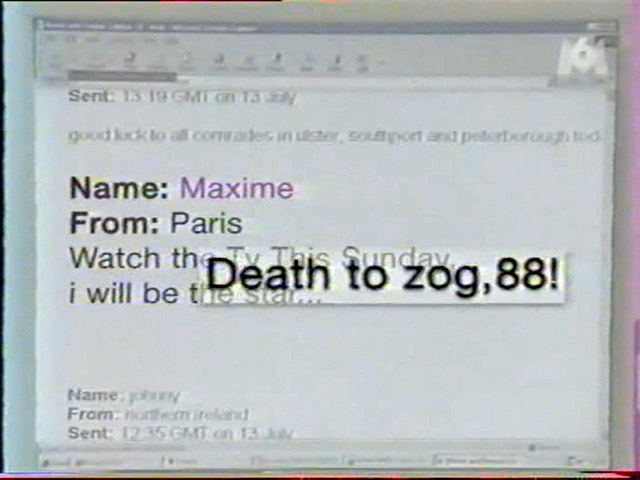 M6
Sent: 13:19 GMT on 13 July
good luck to all comrades in ulster, southport and peterborough tod
Name: Maxime
From: Paris
Watch the Tv This Sunday,
i will be the star...
Death to zog,88!
Name: johnny
From: northern ireland
Sent: 12:35 GMT on 13 July